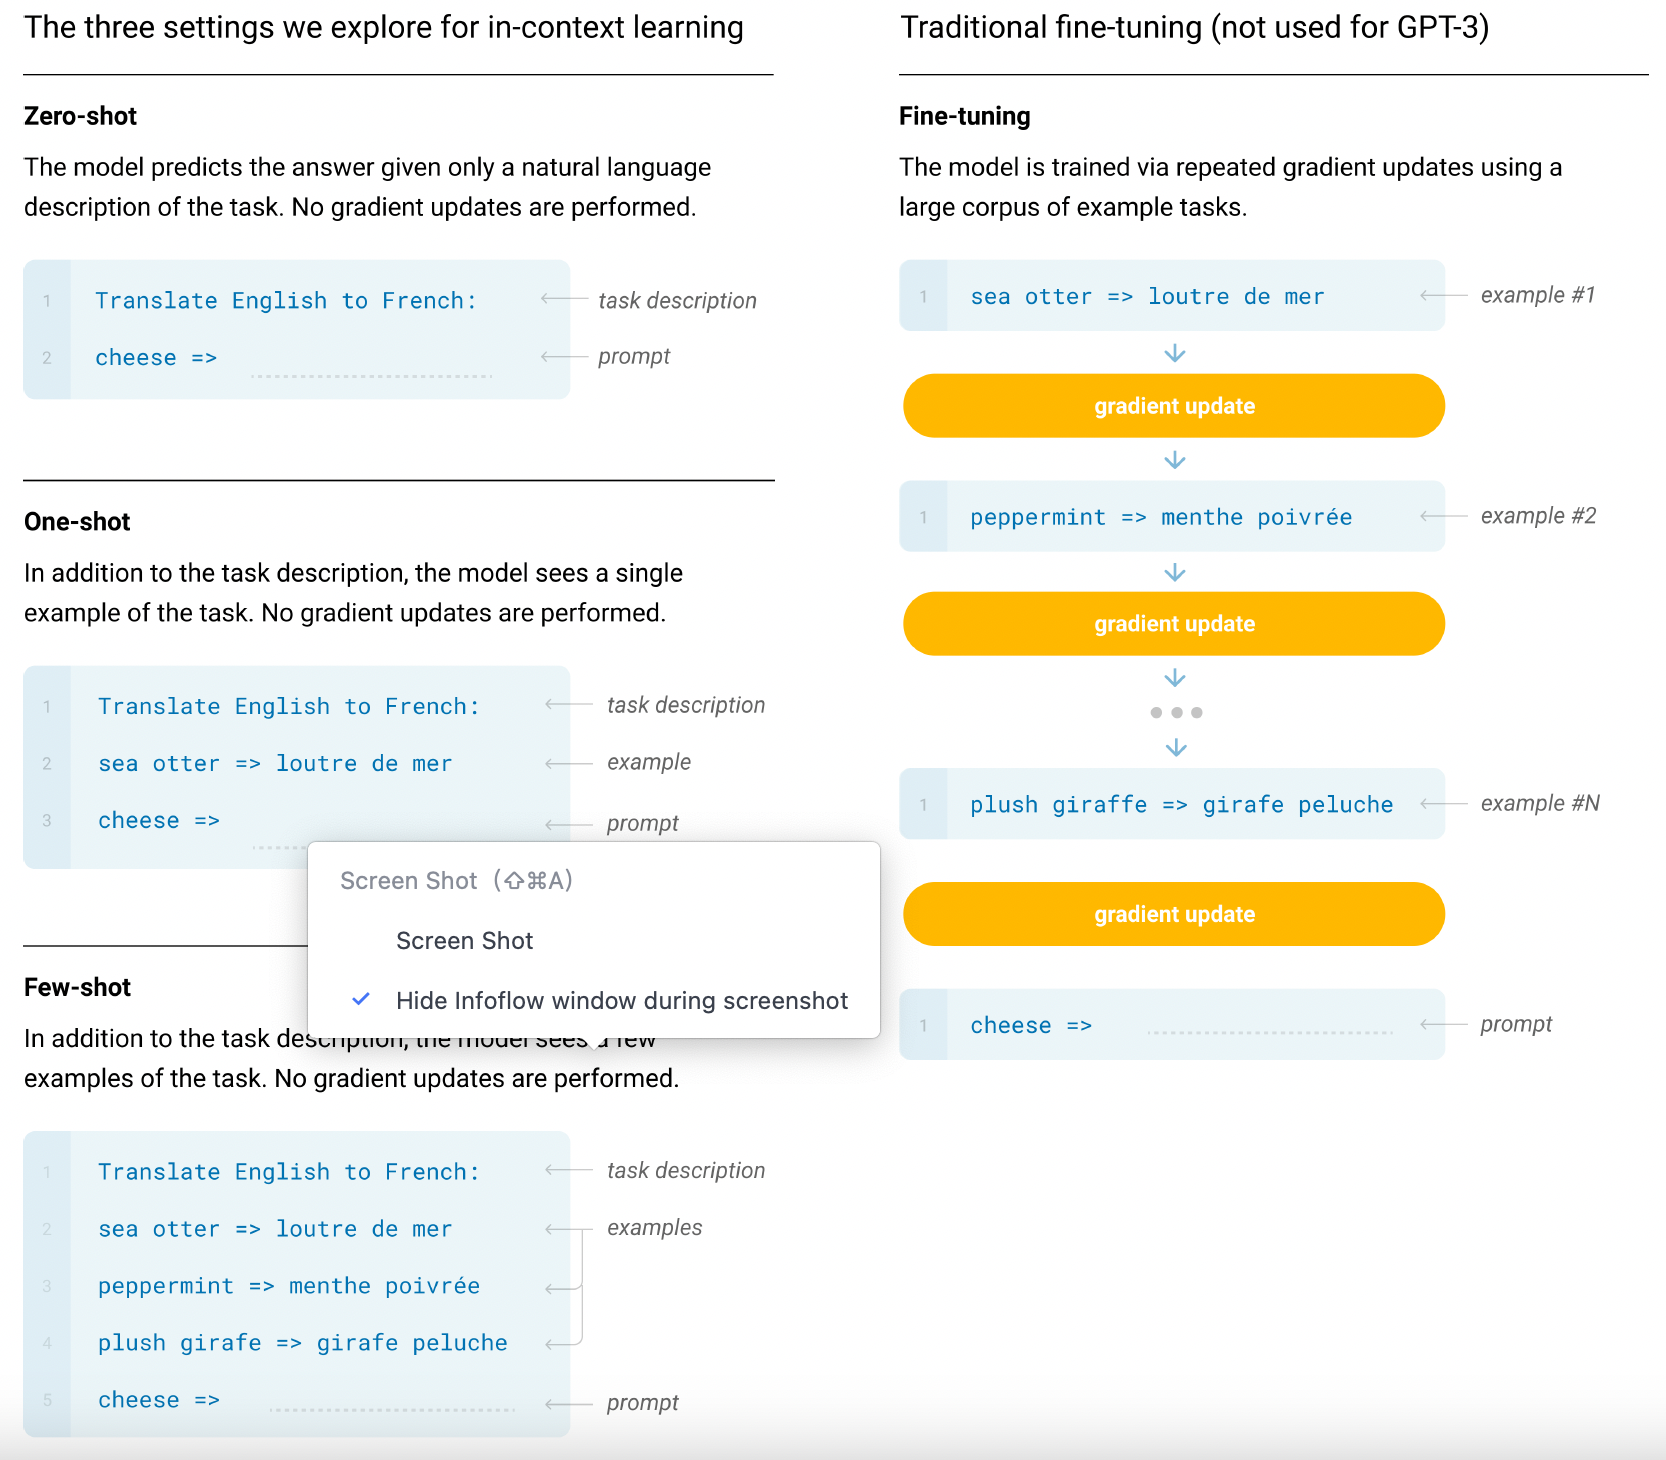 The three settings we explore for in-context learning
Zero-shot
The model predicts the answer given only a natural language
description of the task. No gradient updates are performed.
1 Translate English to French: task description
2 cheese => prompt
One-shot
In addition to the task description, the model sees a single
example of the task. No gradient updates are performed.
1 Translate English to French: task description
2 sea otter => loutre de mer example
3 cheese => prompt
Screen Shot (⇧⌘A)
Screen Shot
✓ Hide Infoflow window during screenshot
Few-shot
In addition to the task description, the model sees a few
examples of the task. No gradient updates are performed.
1 Translate English to French: task description
2 sea otter => loutre de mer examples
3 peppermint => menthe poivrée
4 plush girafe => girafe peluche
5 cheese => prompt
Traditional fine-tuning (not used for GPT-3)
Fine-tuning
The model is trained via repeated gradient updates using a
large corpus of example tasks.
1 sea otter => loutre de mer example #1
gradient update
1 peppermint => menthe poivrée example #2
gradient update
1 plush giraffe => girafe peluche example #N
gradient update
1 cheese => prompt